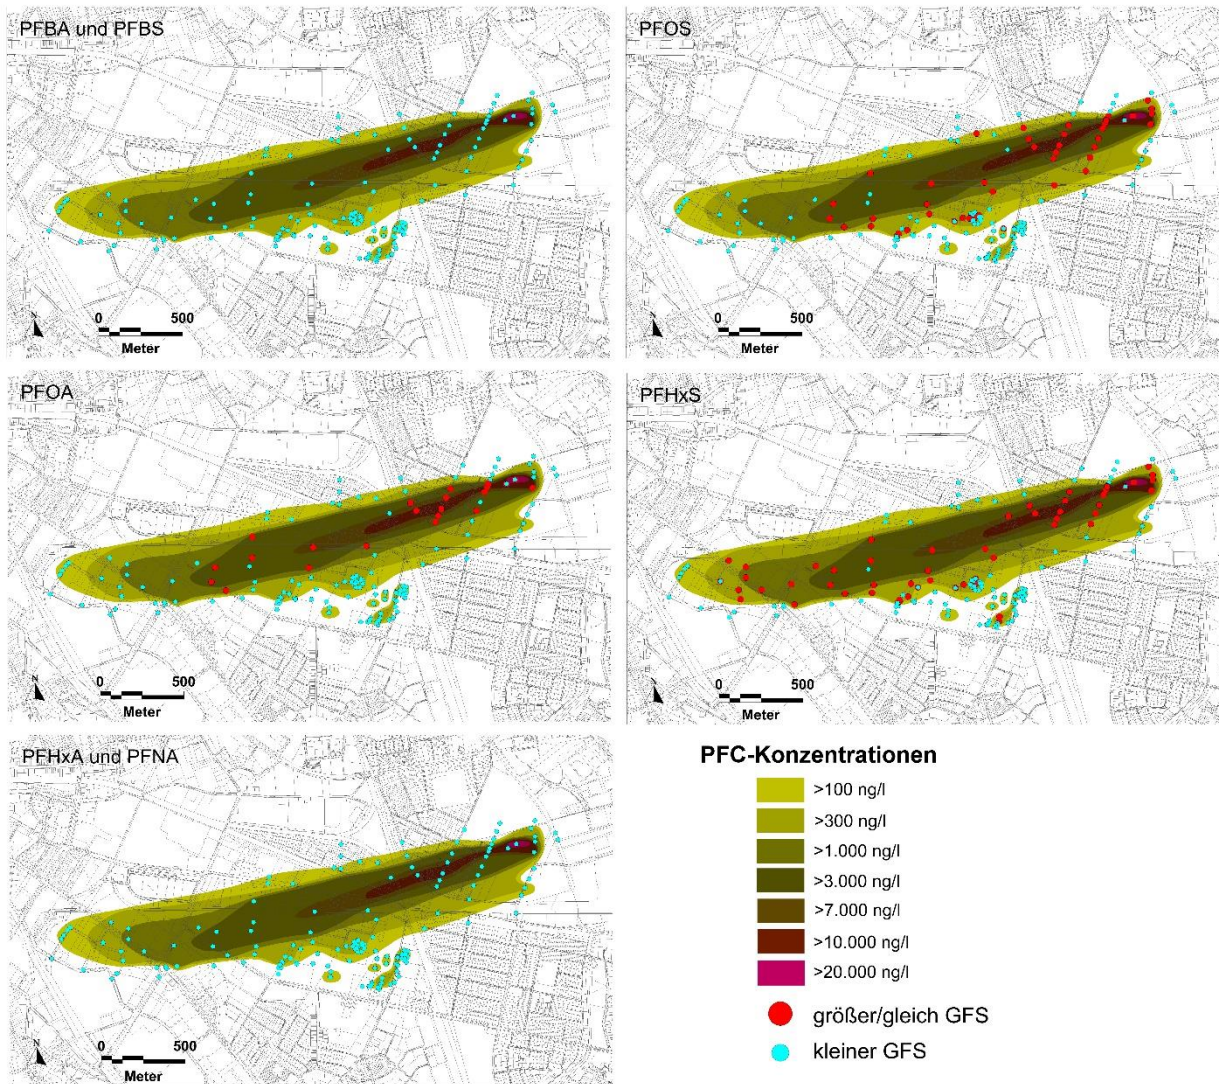 PFBA und PFBS
N
0 500
Meter
PFOS
N
0 500
Meter
PFOA
N
0 500
Meter
PFHxS
N
0 500
Meter
PFHxA und PFNA
N
0 500
Meter
PFC-Konzentrationen
>100 ng/l
>300 ng/l
>1.000 ng/l
>3.000 ng/l
>7.000 ng/l
>10.000 ng/l
>20.000 ng/l
größer/gleich GFS
kleiner GFS